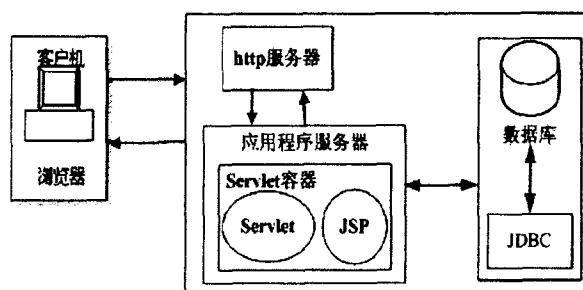 客户机
浏览器
http服务器
应用程序服务器
Servlet容器
Servlet
JSP
数据库
JDBC